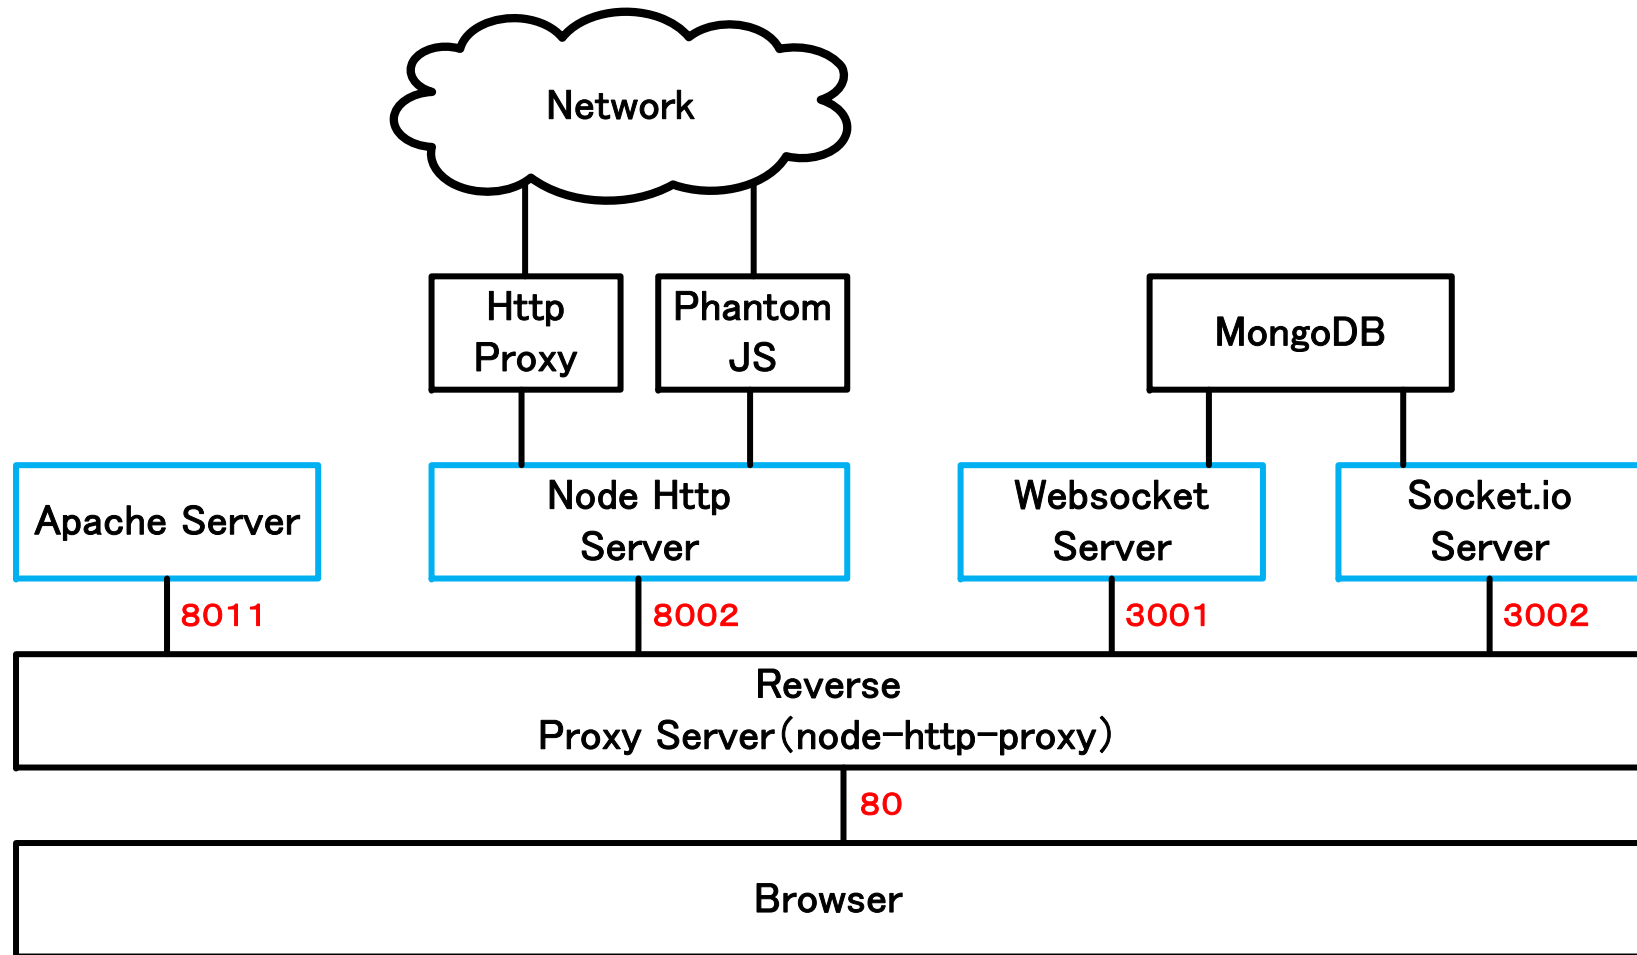 Network
Http
Proxy
Phantom
JS
MongoDB
Apache Server
Node Http
Server
Websocket
Server
Socket.io
Server
8011
8002
3001
3002
Reverse
Proxy Server（node-http-proxy）
80
Browser